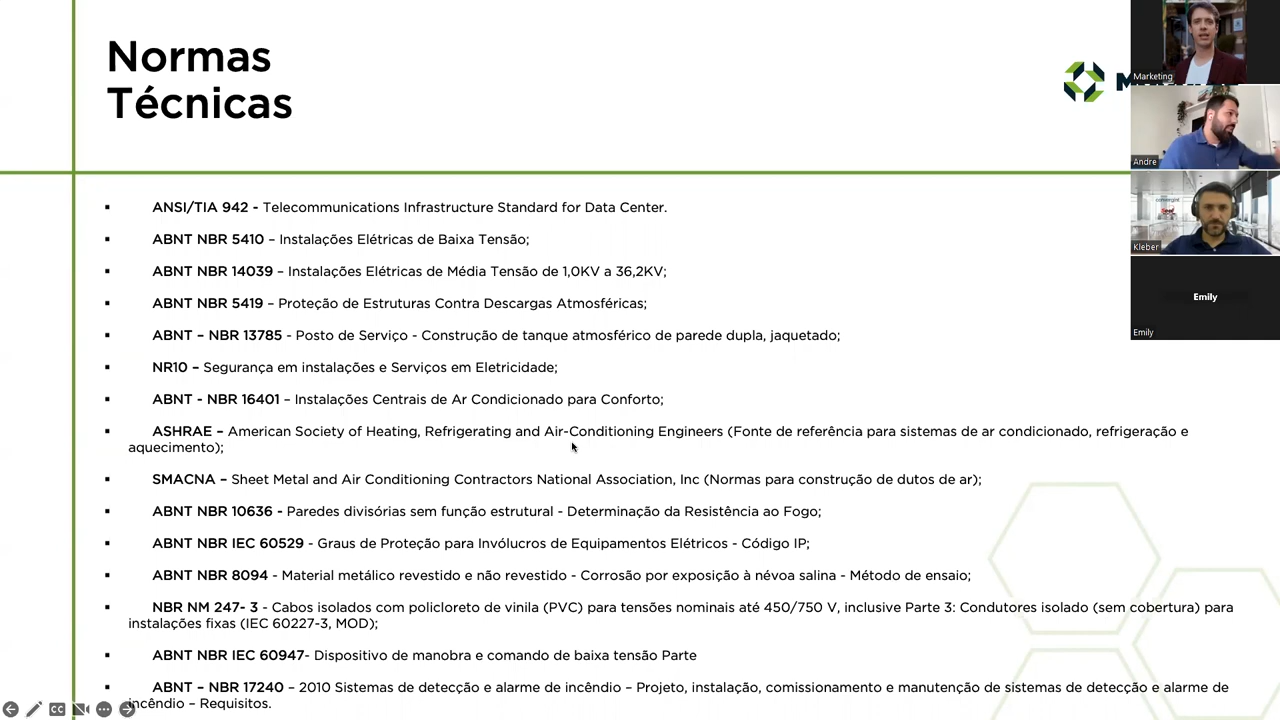 Normas
Técnicas
M
Marketing
Andre
Kleber
Emily
Emily
▪ ANSI/TIA 942 - Telecommunications Infrastructure Standard for Data Center.
▪ ABNT NBR 5410 – Instalações Elétricas de Baixa Tensão;
▪ ABNT NBR 14039 – Instalações Elétricas de Média Tensão de 1,0KV a 36,2KV;
▪ ABNT NBR 5419 – Proteção de Estruturas Contra Descargas Atmosféricas;
▪ ABNT – NBR 13785 - Posto de Serviço - Construção de tanque atmosférico de parede dupla, jaquetado;
▪ NR10 – Segurança em instalações e Serviços em Eletricidade;
▪ ABNT - NBR 16401 – Instalações Centrais de Ar Condicionado para Conforto;
▪ ASHRAE – American Society of Heating, Refrigerating and Air-Conditioning Engineers (Fonte de referência para sistemas de ar condicionado, refrigeração e
aquecimento);
▪ SMACNA – Sheet Metal and Air Conditioning Contractors National Association, Inc (Normas para construção de dutos de ar);
▪ ABNT NBR 10636 - Paredes divisórias sem função estrutural - Determinação da Resistência ao Fogo;
▪ ABNT NBR IEC 60529 - Graus de Proteção para Invólucros de Equipamentos Elétricos - Código IP;
▪ ABNT NBR 8094 - Material metálico revestido e não revestido - Corrosão por exposição à névoa salina - Método de ensaio;
▪ NBR NM 247- 3 - Cabos isolados com policloreto de vinila (PVC) para tensões nominais até 450/750 V, inclusive Parte 3: Condutores isolado (sem cobertura) para
instalações fixas (IEC 60227-3, MOD);
▪ ABNT NBR IEC 60947- Dispositivo de manobra e comando de baixa tensão Parte
▪ ABNT – NBR 17240 – 2010 Sistemas de detecção e alarme de incêndio – Projeto, instalação, comissionamento e manutenção de sistemas de detecção e alarme de
incêndio – Requisitos.